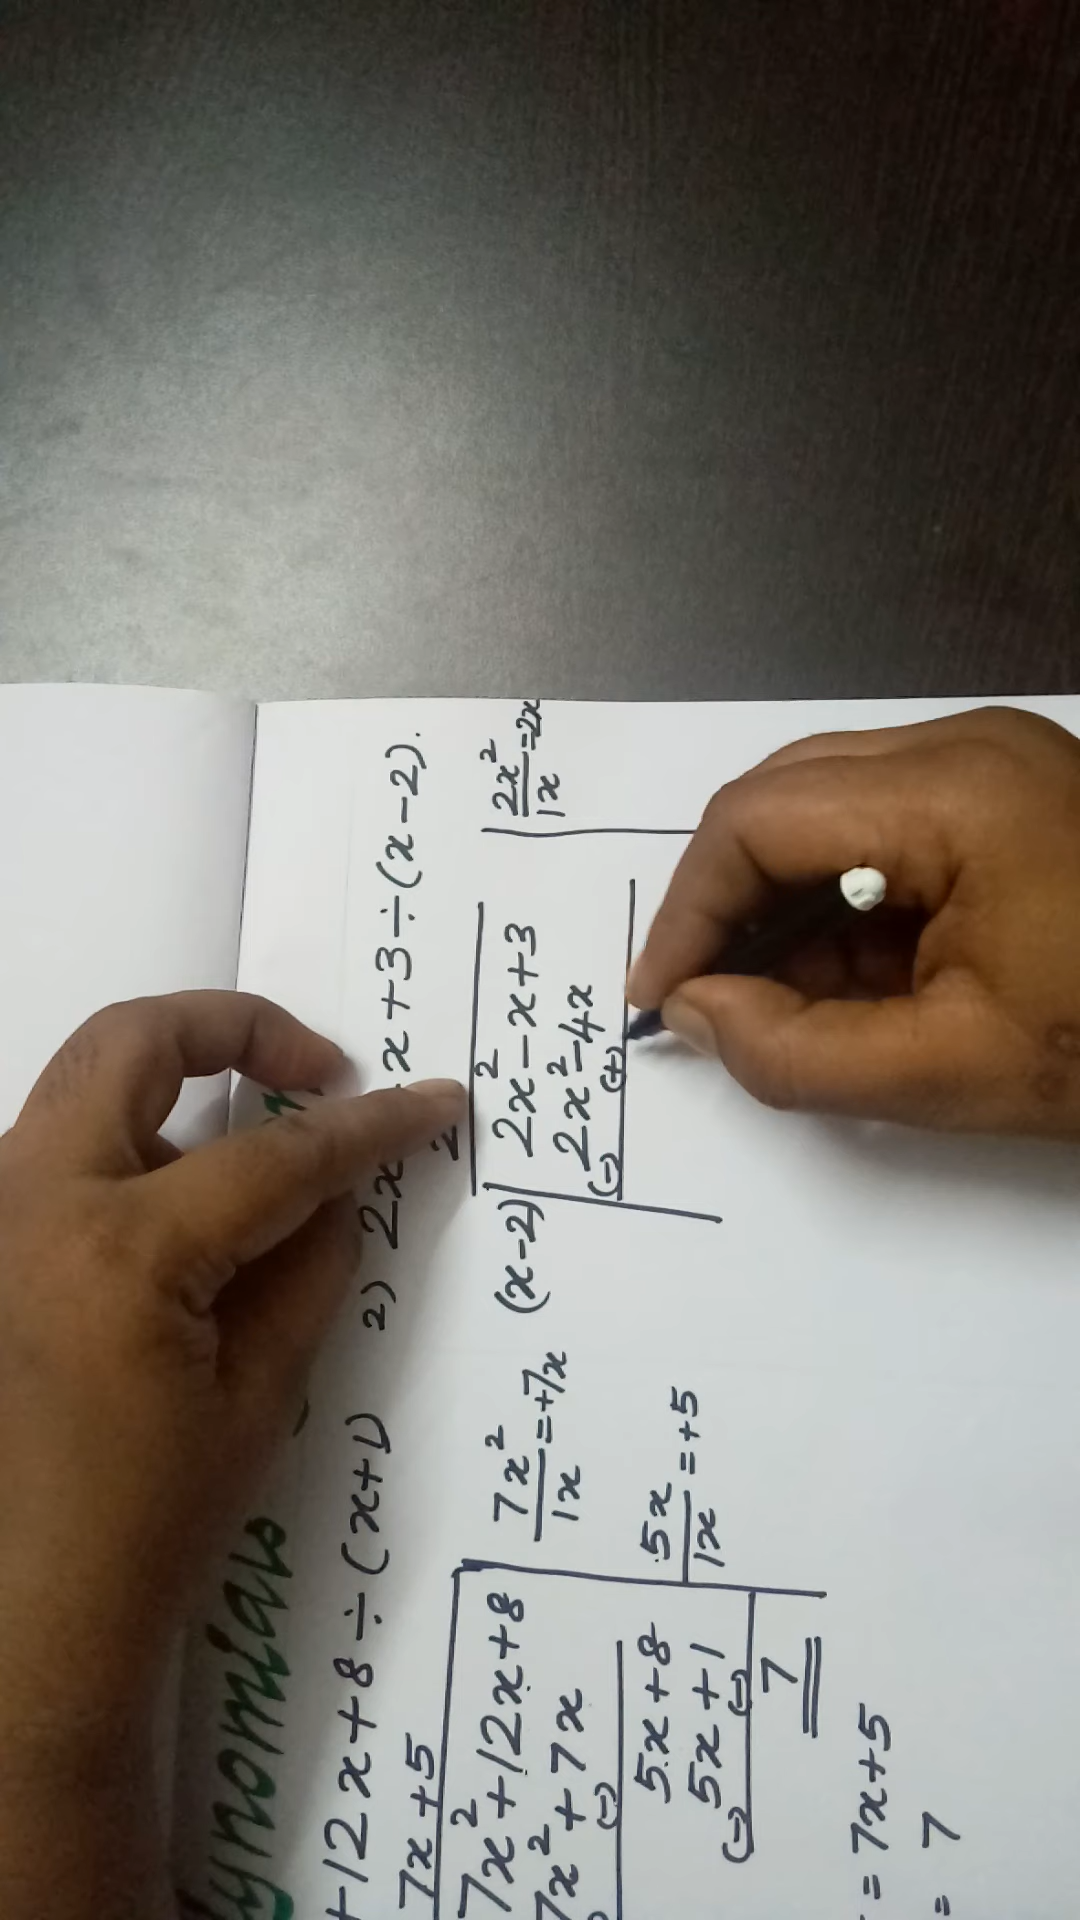 +12x+8÷(x+1)
7x+5
7x²+12x+8
7x²+7x
(-)
5x+8
5x+1
(-) (-)
7
= 7x+5
= 7
7x²/1x = +7x
5x/1x = +5
2) 2x x+3÷(x-2).
2
(x-2) 2x²-x+3
2x²-4x
(-) (+)
2x²/1x = 2x